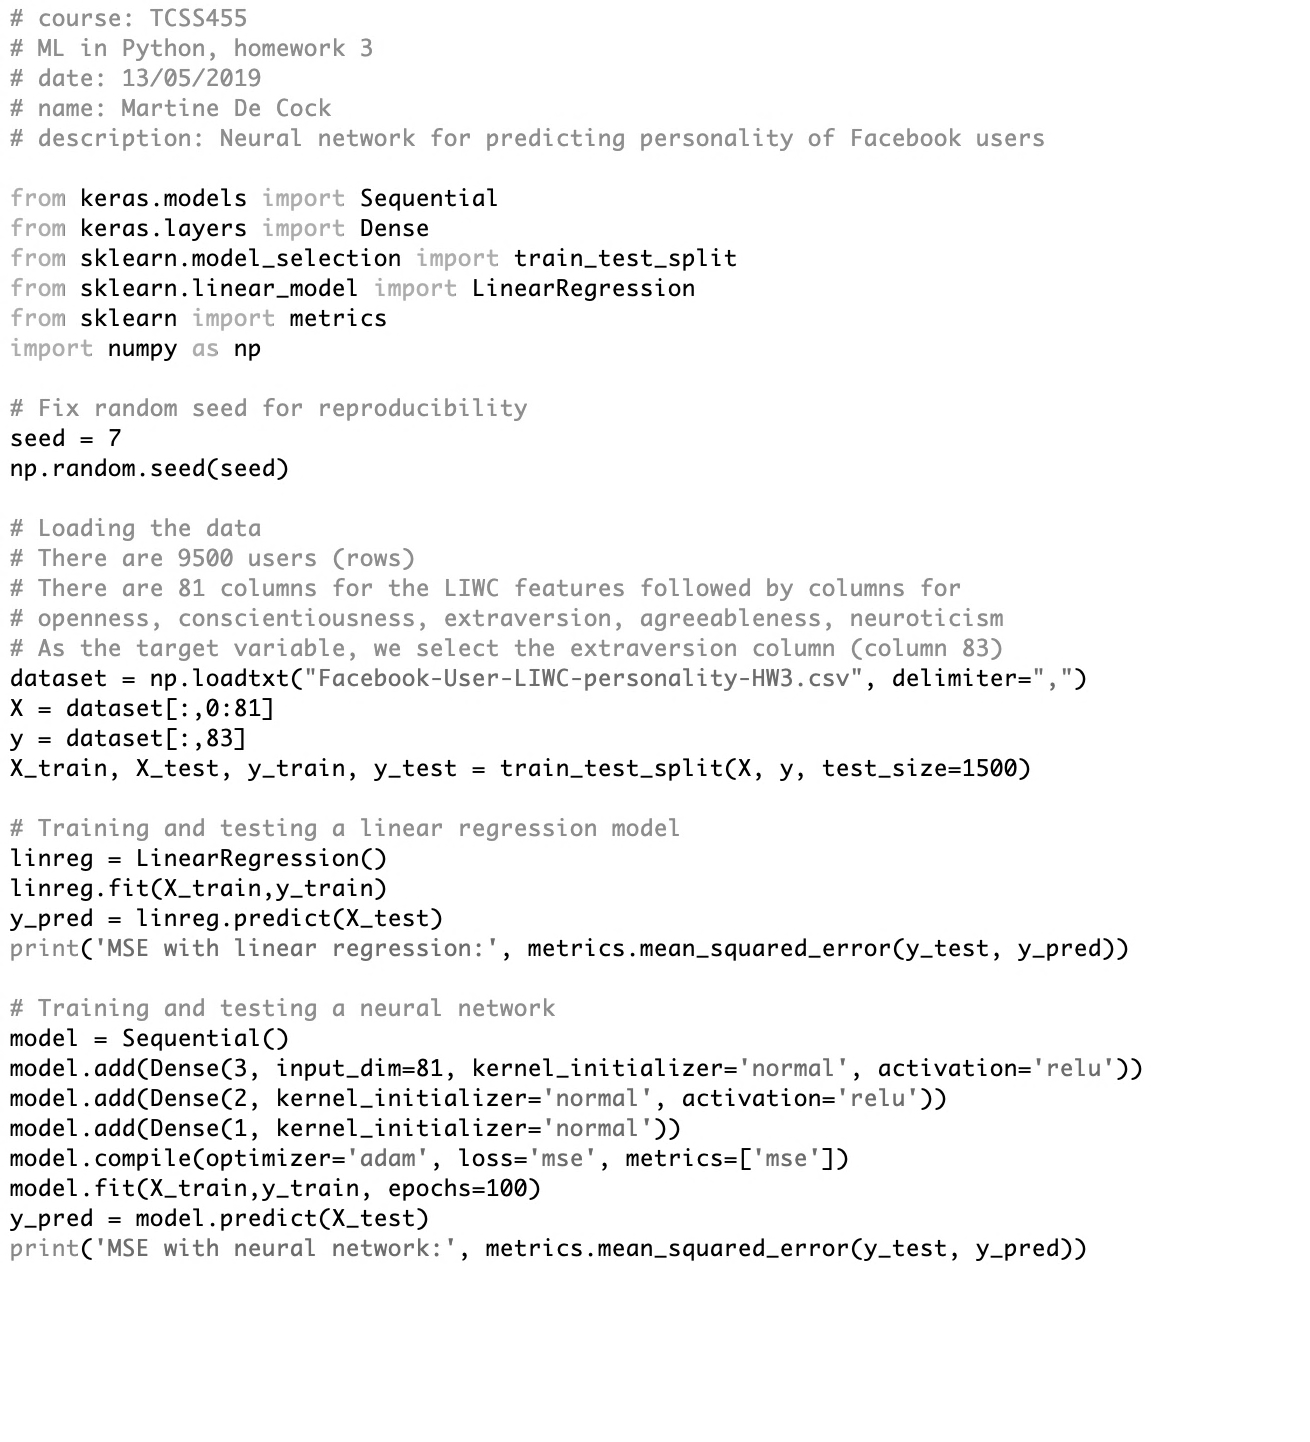 # course: TCSS455
# ML in Python, homework 3
# date: 13/05/2019
# name: Martine De Cock
# description: Neural network for predicting personality of Facebook users
from keras.models import Sequential
from keras.layers import Dense
from sklearn.model_selection import train_test_split
from sklearn.linear_model import LinearRegression
from sklearn import metrics
import numpy as np
# Fix random seed for reproducibility
seed = 7
np.random.seed(seed)
# Loading the data
# There are 9500 users (rows)
# There are 81 columns for the LIWC features followed by columns for
# openness, conscientiousness, extraversion, agreeableness, neuroticism
# As the target variable, we select the extraversion column (column 83)
dataset = np.loadtxt("Facebook-User-LIWC-personality-HW3.csv", delimiter=",")
X = dataset[:,0:81]
y = dataset[:,83]
X_train, X_test, y_train, y_test = train_test_split(X, y, test_size=1500)
# Training and testing a linear regression model
linreg = LinearRegression()
linreg.fit(X_train,y_train)
y_pred = linreg.predict(X_test)
print('MSE with linear regression:', metrics.mean_squared_error(y_test, y_pred))
# Training and testing a neural network
model = Sequential()
model.add(Dense(3, input_dim=81, kernel_initializer='normal', activation='relu'))
model.add(Dense(2, kernel_initializer='normal', activation='relu'))
model.add(Dense(1, kernel_initializer='normal'))
model.compile(optimizer='adam', loss='mse', metrics=['mse'])
model.fit(X_train,y_train, epochs=100)
y_pred = model.predict(X_test)
print('MSE with neural network:', metrics.mean_squared_error(y_test, y_pred))